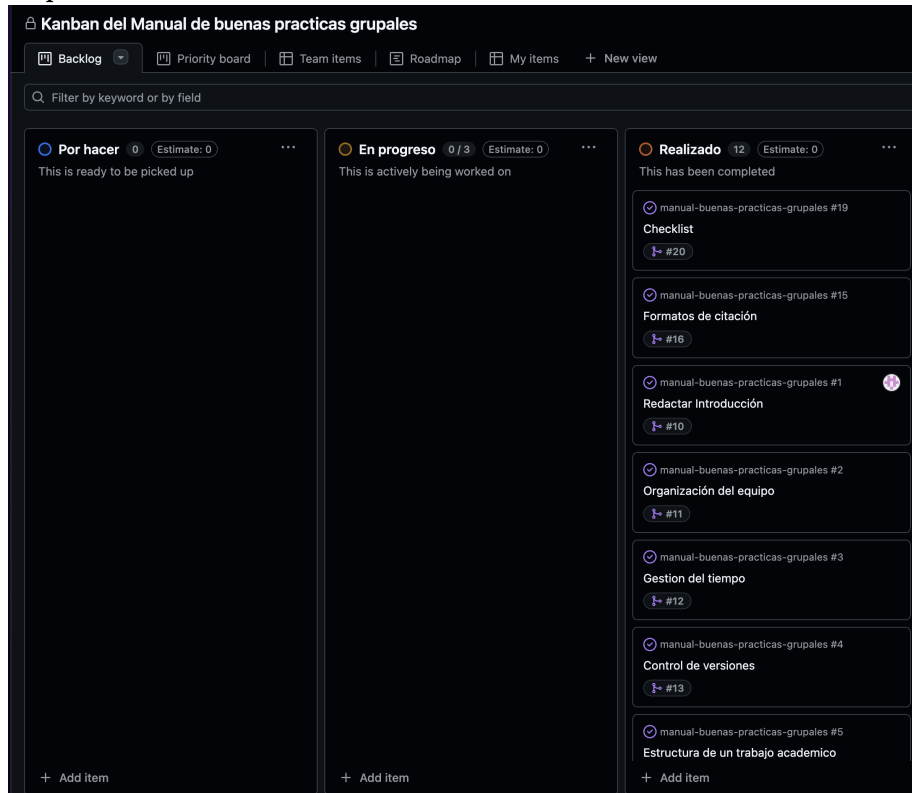 Kanban del Manual de buenas practicas grupales
Backlog Priority board Team items Roadmap My items + New view
Filter by keyword or by field
Por hacer 0 Estimate: 0 ...
This is ready to be picked up
+ Add item
En progreso 0 / 3 Estimate: 0 ...
This is actively being worked on
+ Add item
Realizado 12 Estimate: 0 ...
This has been completed
manual-buenas-practicas-grupales #19
Checklist
#20
manual-buenas-practicas-grupales #15
Formatos de citación
#16
manual-buenas-practicas-grupales #1
Redactar Introducción
#10
manual-buenas-practicas-grupales #2
Organización del equipo
#11
manual-buenas-practicas-grupales #3
Gestion del tiempo
#12
manual-buenas-practicas-grupales #4
Control de versiones
#13
manual-buenas-practicas-grupales #5
Estructura de un trabajo academico
+ Add item